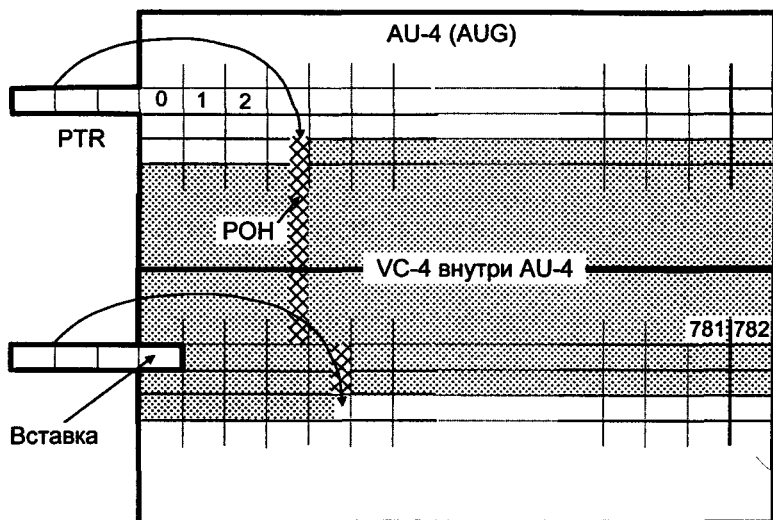 AU-4 (AUG)
0 1 2
PTR
POH
VC-4 внутри AU-4
781 782
Вставка